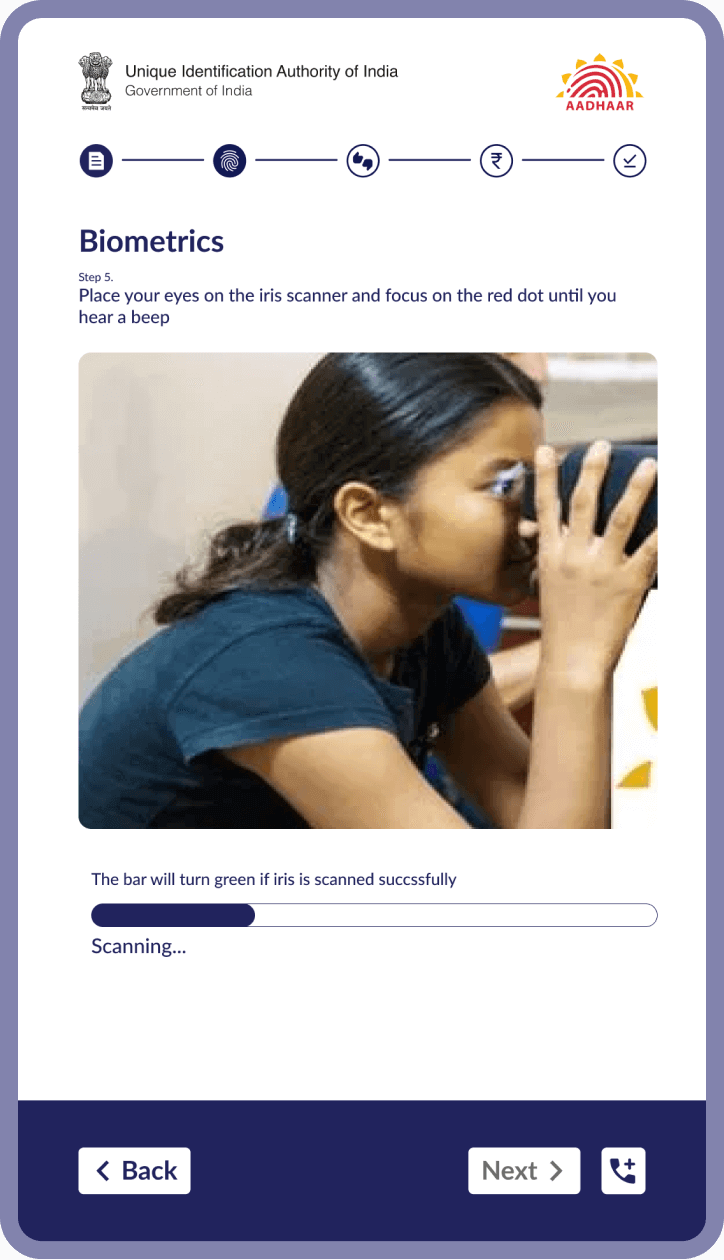 Unique Identification Authority of India
Government of India
सत्यमेव जयते
AADHAAR
₹
Biometrics
Step 5.
Place your eyes on the iris scanner and focus on the red dot until you
hear a beep
The bar will turn green if iris is scanned succssfully
Scanning...
Back
Next